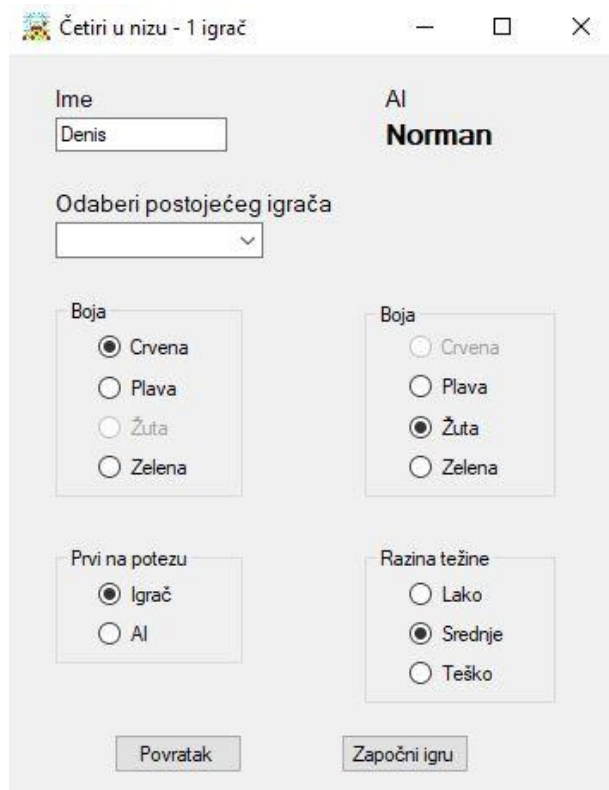 Četiri u nizu - 1 igrač
Ime
AI
Denis
Norman
Odaberi postojećeg igrača
Boja
Crvena
Plava
Žuta
Zelena
Boja
Crvena
Plava
Žuta
Zelena
Prvi na potezu
Igrač
AI
Razina težine
Lako
Srednje
Teško
Povratak
Započni igru